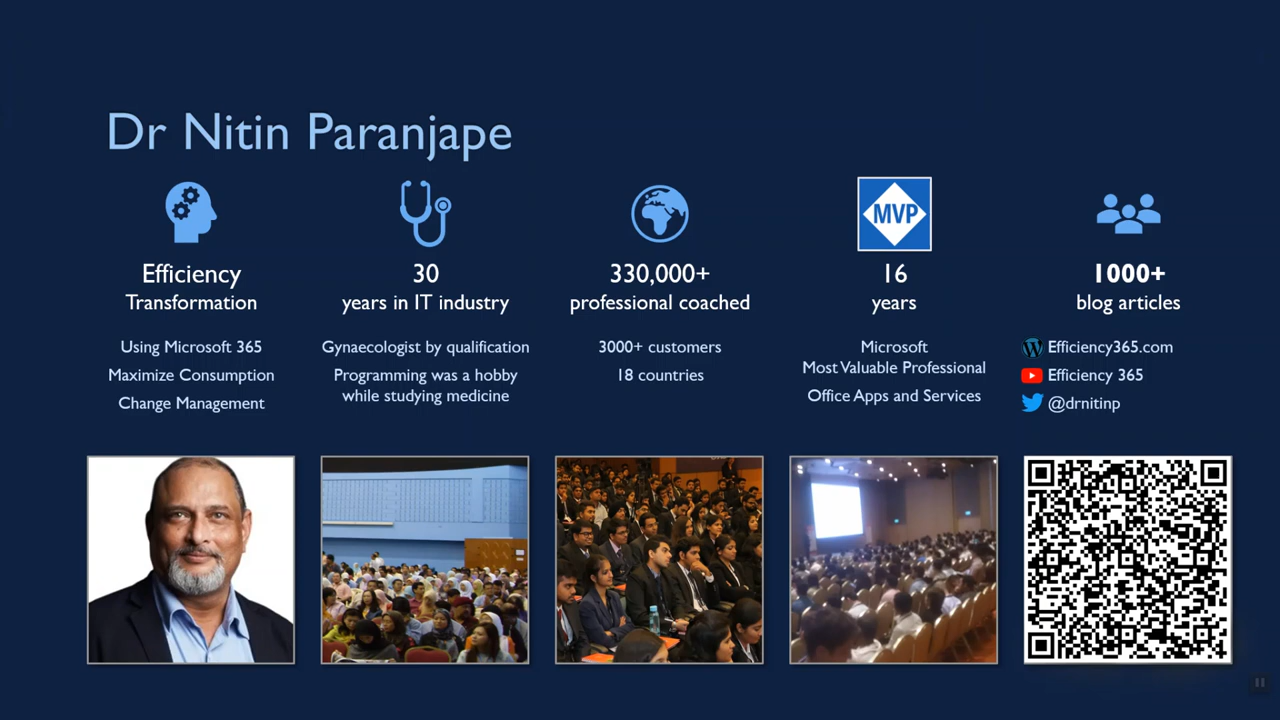 Dr Nitin Paranjape
Efficiency
Transformation
Using Microsoft 365
Maximize Consumption
Change Management
30
years in IT industry
Gynaecologist by qualification
Programming was a hobby
while studying medicine
330,000+
professional coached
3000+ customers
18 countries
MVP
16
years
Microsoft
Most Valuable Professional
Office Apps and Services
1000+
blog articles
Efficiency365.com
Efficiency 365
@drnitinp